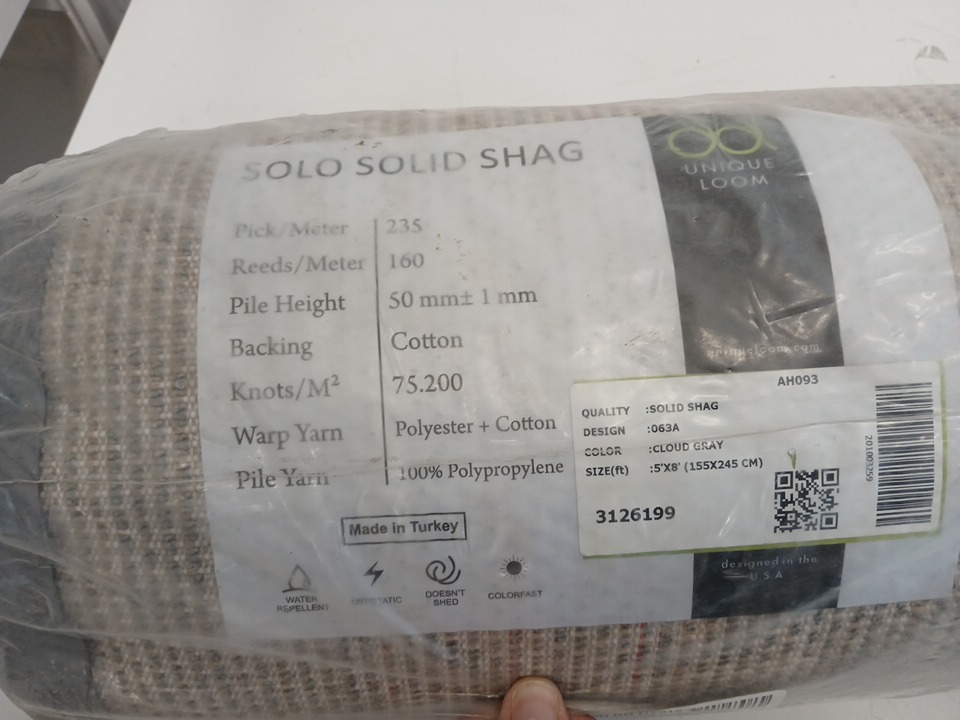 SOLO SOLID SHAG
Pick/Meter 235
Reeds/Meter 160
Pile Height 50 mm± 1 mm
Backing Cotton
Knots/M² 75.200
Warp Yarn Polyester + Cotton
Pile Yarn 100% Polypropylene
Made in Turkey
WATER
REPELLENT
ANTISTATIC
DOESN'T
SHED
COLORFAST
UNIQUE
LOOM
uniqueloom.com
AH093
QUALITY :SOLID SHAG
DESIGN :063A
COLOR :CLOUD GRAY
SIZE(ft) :5'X8' (155X245 CM)
3126199
201003259
designed in the
USA